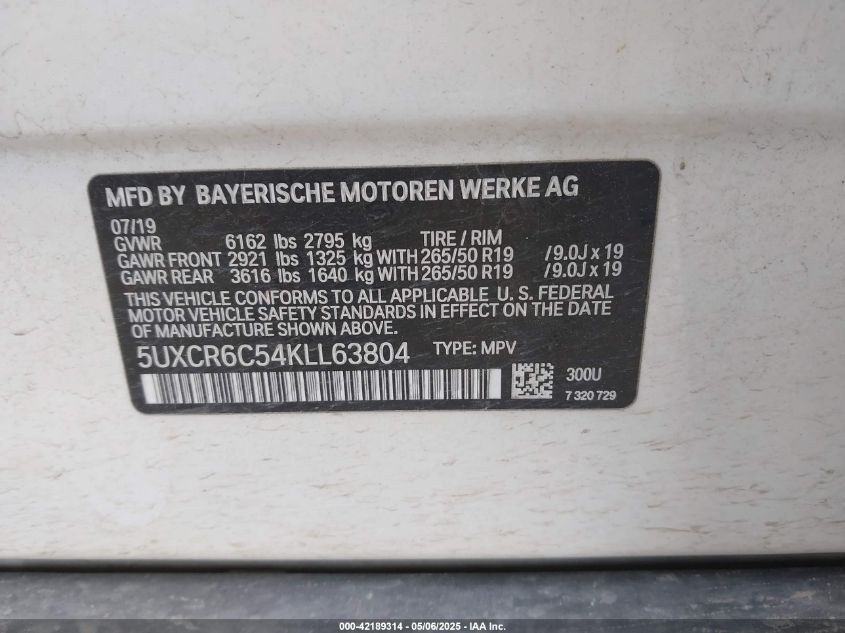 MFD BY BAYERISCHE MOTOREN WERKE AG
07/19
GVWR 6162 lbs 2795 kg TIRE / RIM
GAWR FRONT 2921 lbs 1325 kg WITH 265/50 R19 /9.0J x 19
GAWR REAR 3616 lbs 1640 kg WITH 265/50 R19 /9.0J x 19
THIS VEHICLE CONFORMS TO ALL APPLICABLE U. S. FEDERAL
MOTOR VEHICLE SAFETY STANDARDS IN EFFECT ON THE DATE
OF MANUFACTURE SHOWN ABOVE.
5UXCR6C54KLL63804 TYPE: MPV
300U
7 320 729
000-42189314 - 05/06/2025 - IAA Inc.